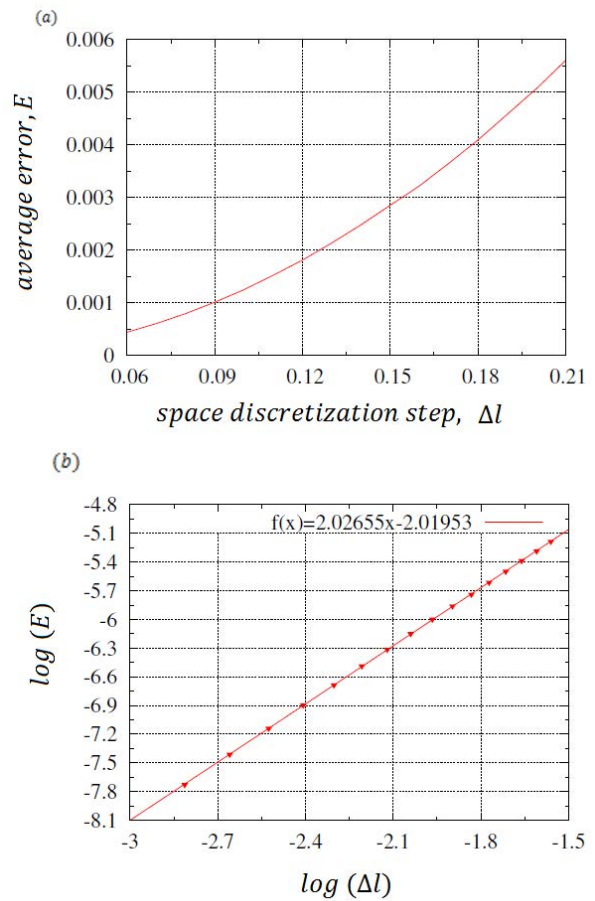 (a)
0.006
0.005
0.004
0.003
0.002
0.001
0
average error, E
0.06 0.09 0.12 0.15 0.18 0.21
space discretization step, Δl
(b)
f(x)=2.02655x-2.01953
-4.8
-5.1
-5.4
-5.7
-6
-6.3
-6.6
-6.9
-7.2
-7.5
-7.8
-8.1
log (E)
-3 -2.7 -2.4 -2.1 -1.8 -1.5
log (Δl)